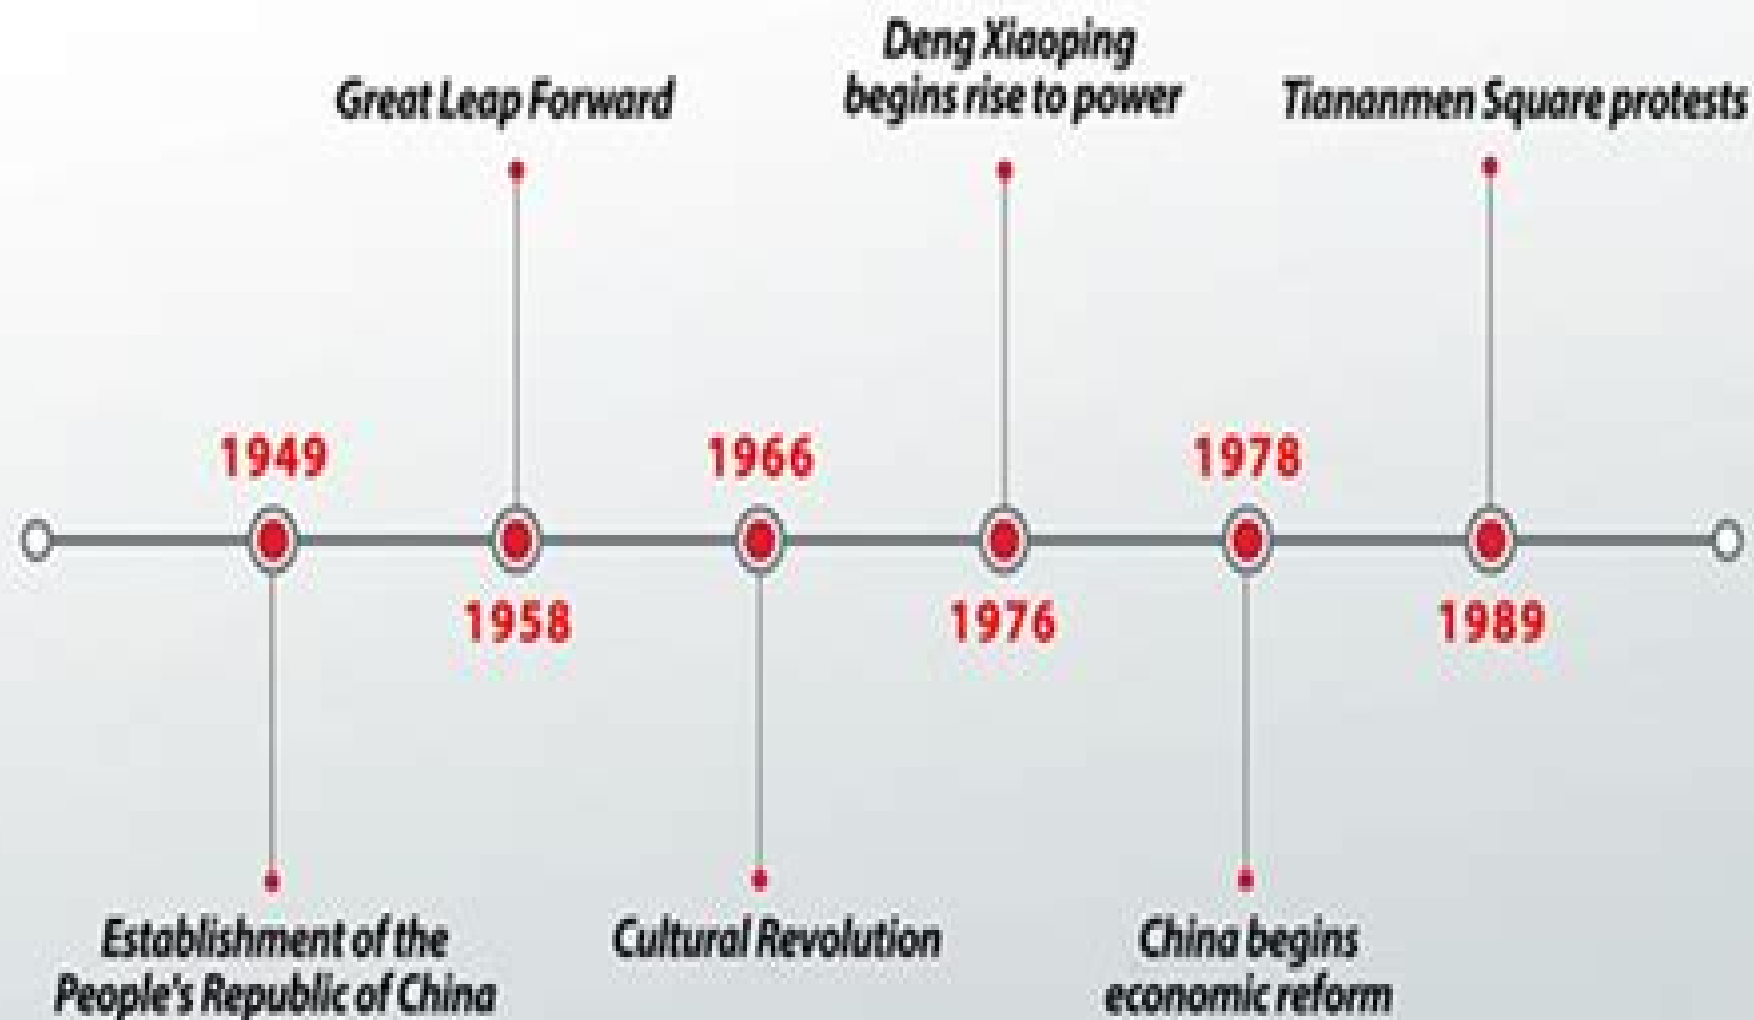 Deng Xiaoping
begins rise to power
Great Leap Forward
Tiananmen Square protests
1949
1966
1978
1958
1976
1989
Establishment of the
People's Republic of China
Cultural Revolution
China begins
economic reform